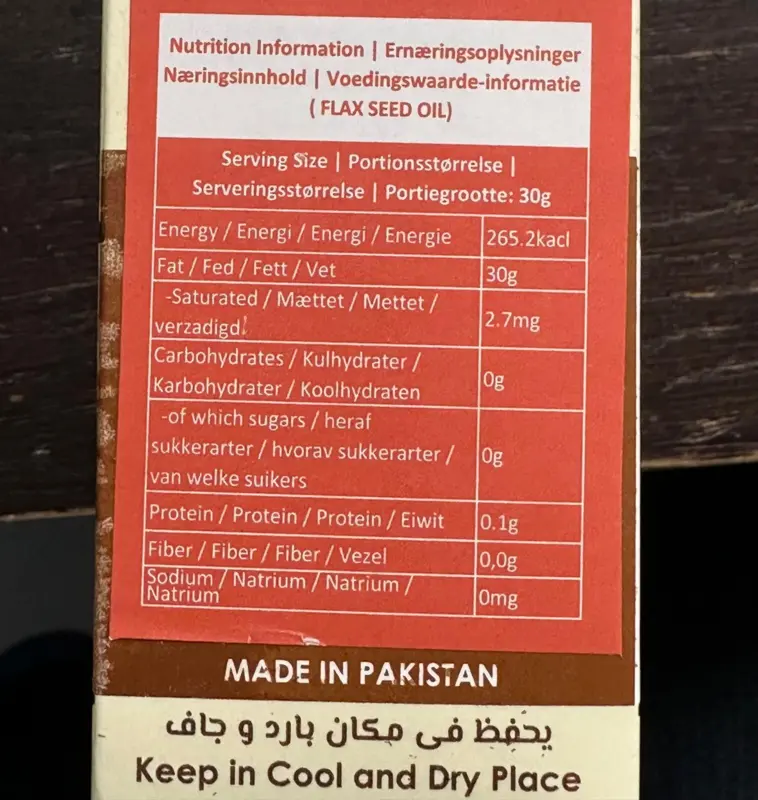 Nutrition Information | Ernæringsoplysninger
Næringsinnhold | Voedingswaarde-informatie
( FLAX SEED OIL)
Serving Size | Portionsstørrelse |
Serveringsstørrelse | Portiegrootte: 30g
Energy / Energi / Energi / Energie 265.2kacl
Fat / Fed / Fett / Vet 30g
-Saturated / Mættet / Mettet /
verzadigd 2.7mg
Carbohydrates / Kulhydrater /
Karbohydrater / Koolhydraten 0g
-of which sugars / heraf
sukkerarter / hvorav sukkerarter / 0g
van welke suikers
Protein / Protein / Protein / Eiwit 0.1g
Fiber / Fiber / Fiber / Vezel 0,0g
Sodium / Natrium / Natrium /
Natrium 0mg
MADE IN PAKISTAN
يحفظ في مكان بارد و جاف
Keep in Cool and Dry Place